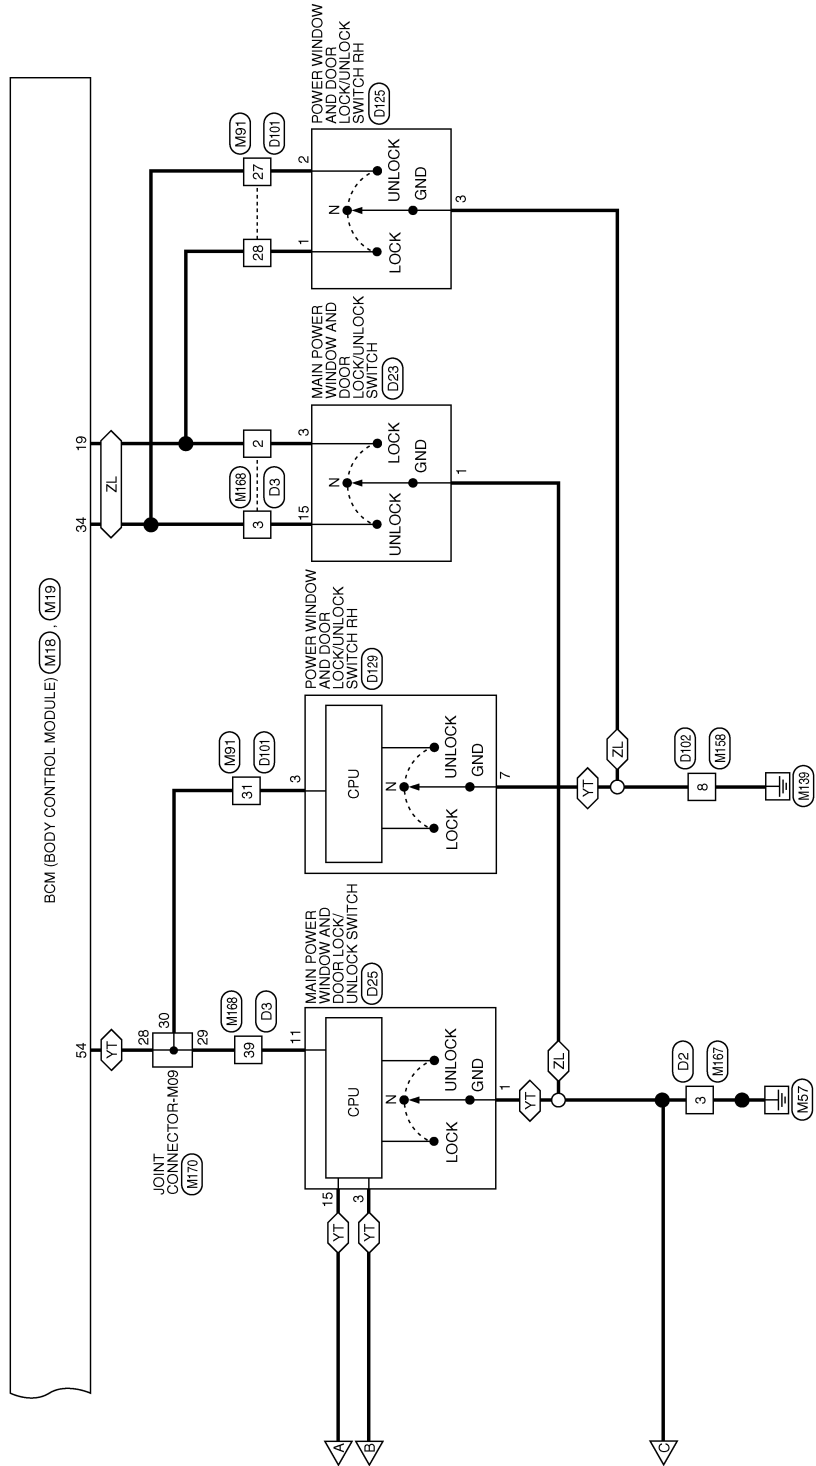 BCM (BODY CONTROL MODULE) M18 , M19
54
34
19
YT
ZL
28
30
29
JOINT
CONNECTOR-M09
M170
39
M168
D3
11
MAIN POWER
WINDOW AND
DOOR LOCK/
UNLOCK SWITCH
D25
CPU
N
LOCK
UNLOCK
GND
15
3
YT
YT
A
B
1
YT
ZL
3
D2
M167
M57
C
31
M91
D101
3
POWER WINDOW
AND DOOR
LOCK/UNLOCK
SWITCH RH
D129
CPU
N
LOCK
UNLOCK
GND
7
YT
ZL
8
D102
M158
M139
3
M168
D3
2
15
3
MAIN POWER
WINDOW AND
DOOR
LOCK/UNLOCK
SWITCH
D23
N
UNLOCK
LOCK
GND
1
28
27
M91
D101
1
2
POWER WINDOW
AND DOOR
LOCK/UNLOCK
SWITCH RH
D125
N
LOCK
UNLOCK
GND
3